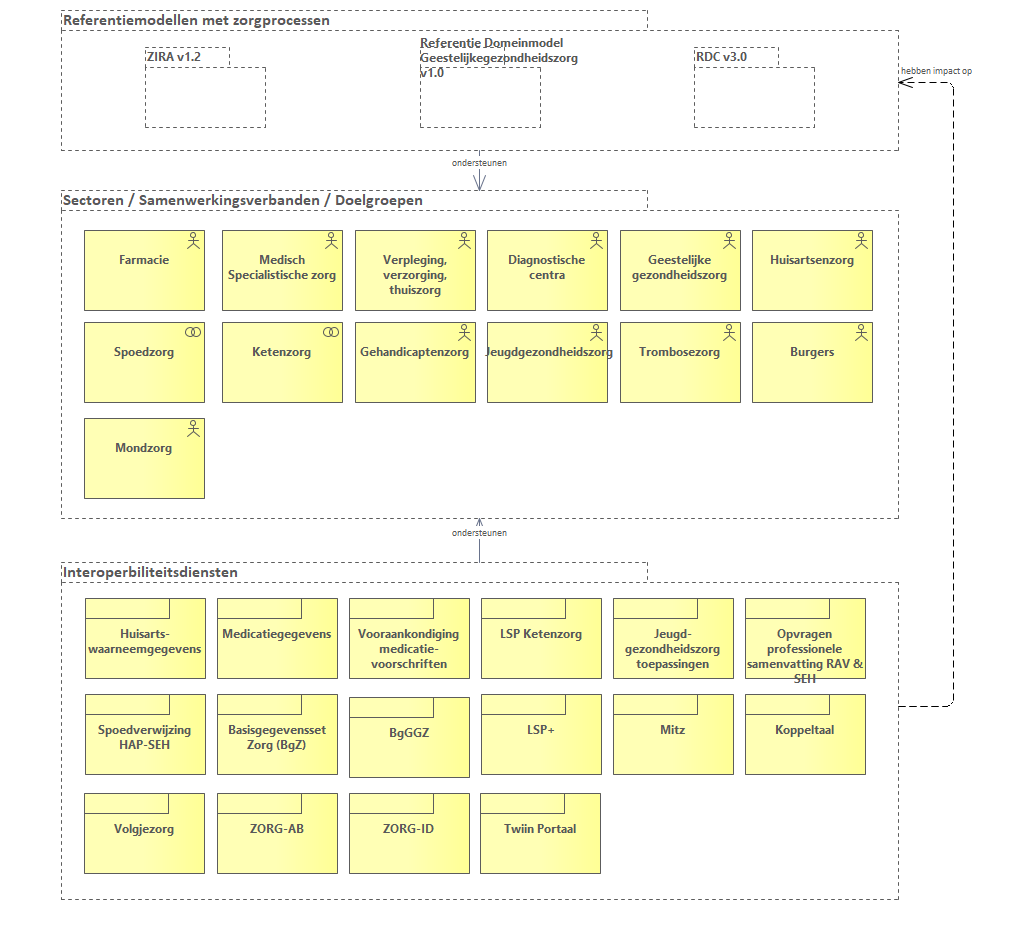 Referentiemodellen met zorgprocessen
ZIRA v1.2
Referentie Domeinmodel
Geestelijkegezondheidszorg
v1.0
RDC v3.0
hebben impact op
ondersteunen
Sectoren / Samenwerkingsverbanden / Doelgroepen
Farmacie
Medisch
Specialistische zorg
Verpleging,
verzorging,
thuiszorg
Diagnostische
centra
Geestelijke
gezondheidszorg
Huisartsenzorg
Spoedzorg
Ketenzorg
Gehandicaptenzorg
Jeugdgezondheidszorg
Trombosezorg
Burgers
Mondzorg
ondersteunen
Interoperbiliteitsdiensten
Huisarts-
waarneemgegevens
Medicatiegegevens
Vooraankondiging
medicatie-
voorschriften
LSP Ketenzorg
Jeugd-
gezondheidszorg
toepassingen
Opvragen
professionele
samenvatting RAV &
SEH
Spoedverwijzing
HAP-SEH
Basisgegevensset
Zorg (BgZ)
BgGGZ
LSP+
Mitz
Koppeltaal
Volgjezorg
ZORG-AB
ZORG-ID
Twiin Portaal